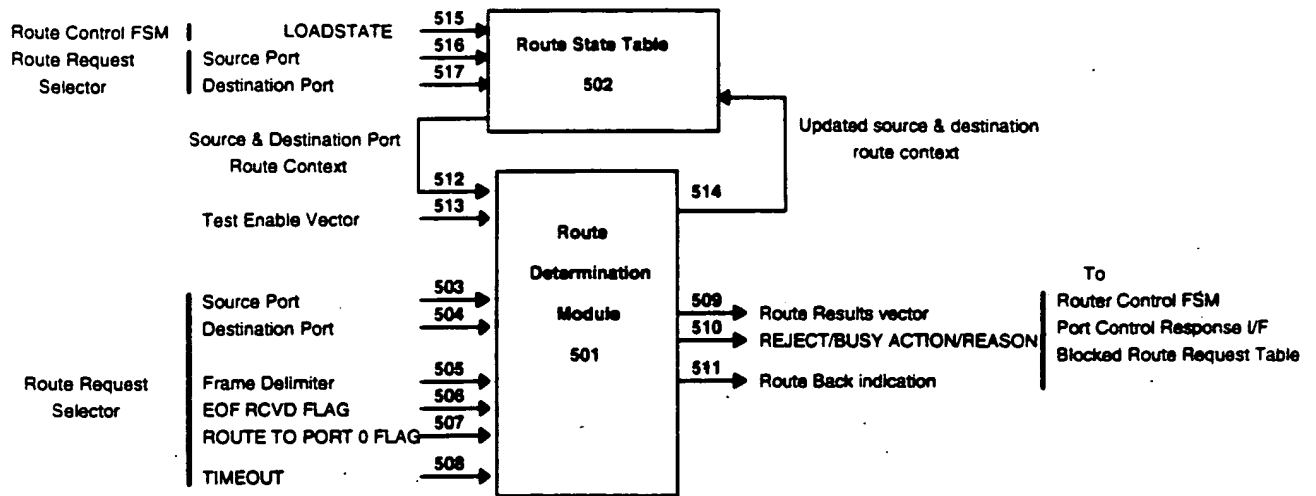 Route Control FSM
LOADSTATE
515
Route Request
Selector
Source Port
516
Destination Port
517
Route State Table
502
Source & Destination Port
Route Context
512
Test Enable Vector
513
Updated source & destination
route context
514
Route
Determination
Module
501
Route Request
Selector
Source Port
503
Destination Port
504
Frame Delimiter
505
EOF RCVD FLAG
506
ROUTE TO PORT 0 FLAG
507
TIMEOUT
508
509
Route Results vector
510
REJECT/BUSY ACTION/REASON
511
Route Back indication
To
Router Control FSM
Port Control Response I/F
Blocked Route Request Table